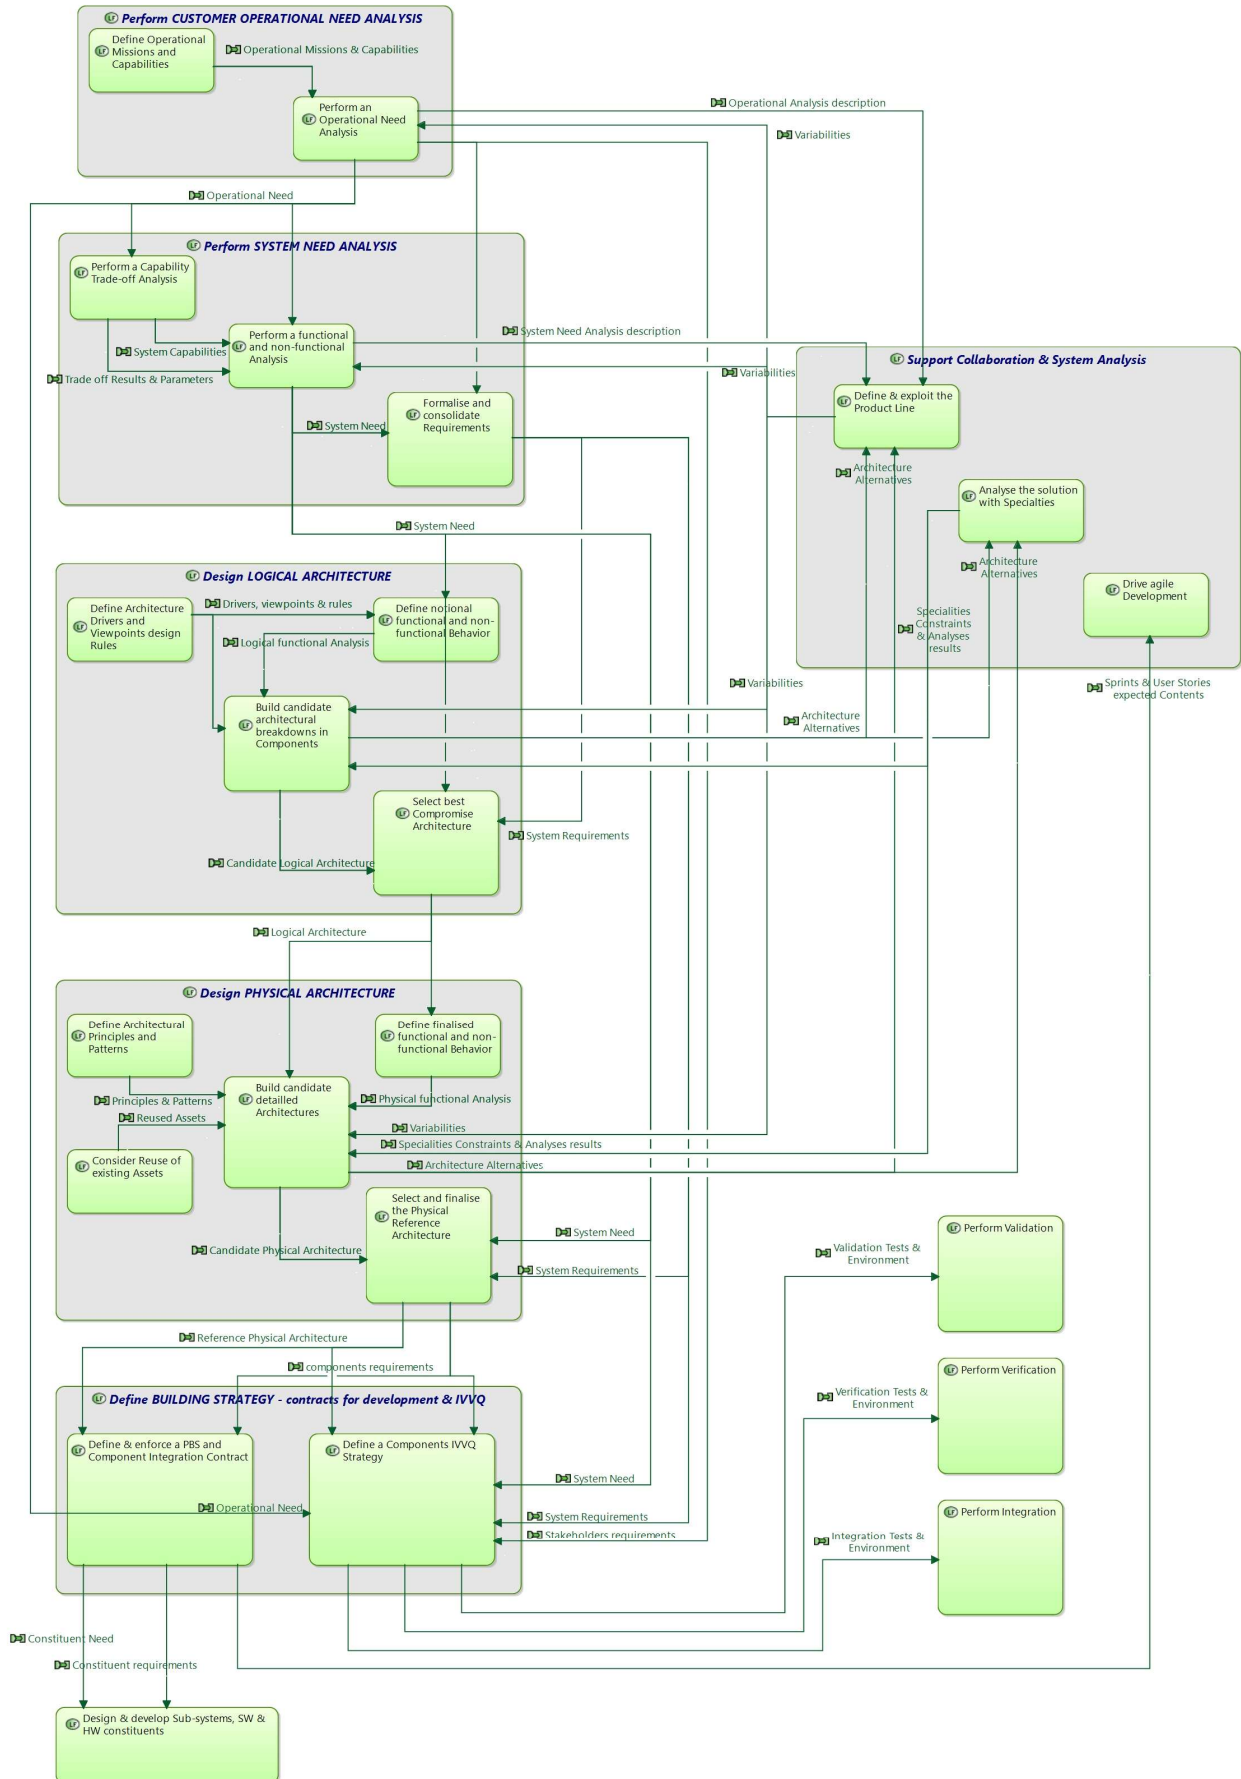 Perform CUSTOMER OPERATIONAL NEED ANALYSIS
Define Operational
Missions and
Capabilities
Operational Missions & Capabilities
Perform an
Operational Need
Analysis
Operational Analysis description
Variabilities
Operational Need
Perform SYSTEM NEED ANALYSIS
Perform a Capability
Trade-off Analysis
Perform a functional
and non-functional
Analysis
System Capabilities
Trade off Results & Parameters
System Need Analysis description
Variabilities
Formalise and
consolidate
Requirements
System Need
Support Collaboration & System Analysis
Define & exploit the
Product Line
Architecture
Alternatives
Analyse the solution
with Specialties
Architecture
Alternatives
Drive agile
Development
Specialities
Constraints
& Analyses
results
Sprints & User Stories
expected Contents
System Need
Design LOGICAL ARCHITECTURE
Define Architecture
Drivers and
Viewpoints design
Rules
Drivers, viewpoints & rules
Define notional
functional and non-
functional Behavior
Logical functional Analysis
Build candidate
architectural
breakdowns in
Components
Variabilities
Architecture
Alternatives
Select best
Compromise
Architecture
System Requirements
Candidate Logical Architecture
Logical Architecture
Design PHYSICAL ARCHITECTURE
Define Architectural
Principles and
Patterns
Define finalised
functional and non-
functional Behavior
Build candidate
detailled
Architectures
Principles & Patterns
Physical functional Analysis
Reused Assets
Variabilities
Specialities Constraints & Analyses results
Consider Reuse of
existing Assets
Architecture Alternatives
Select and finalise
the Physical
Reference
Architecture
System Need
Candidate Physical Architecture
System Requirements
Perform Validation
Validation Tests &
Environment
Reference Physical Architecture
components requirements
Perform Verification
Verification Tests &
Environment
Define BUILDING STRATEGY - contracts for development & IVVQ
Define & enforce a PBS and
Component Integration Contract
Define a Components IVVQ
Strategy
System Need
Operational Need
System Requirements
Stakeholders requirements
Perform Integration
Integration Tests &
Environment
Constituent Need
Constituent requirements
Design & develop Sub-systems, SW &
HW constituents